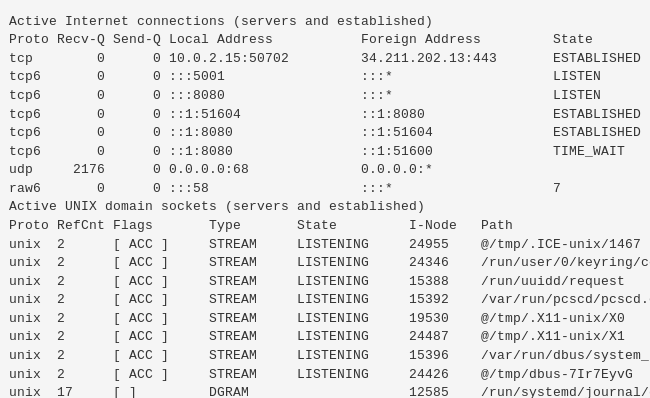 Active Internet connections (servers and established)
Proto Recv-Q Send-Q Local Address           Foreign Address         State
tcp        0      0 10.0.2.15:50702         34.211.202.13:443       ESTABLISHED
tcp6       0      0 :::5001                 :::*                    LISTEN
tcp6       0      0 :::8080                 :::*                    LISTEN
tcp6       0      0 ::1:51604               ::1:8080                ESTABLISHED
tcp6       0      0 ::1:8080                ::1:51604               ESTABLISHED
tcp6       0      0 ::1:8080                ::1:51600               TIME_WAIT
udp     2176      0 0.0.0.0:68              0.0.0.0:*
raw6       0      0 :::58                   :::*                    7
Active UNIX domain sockets (servers and established)
Proto RefCnt Flags       Type       State         I-Node   Path
unix  2      [ ACC ]     STREAM     LISTENING     24955    @/tmp/.ICE-unix/1467
unix  2      [ ACC ]     STREAM     LISTENING     24346    /run/user/0/keyring/c
unix  2      [ ACC ]     STREAM     LISTENING     15388    /run/uuidd/request
unix  2      [ ACC ]     STREAM     LISTENING     15392    /var/run/pcscd/pcscd.
unix  2      [ ACC ]     STREAM     LISTENING     19530    @/tmp/.X11-unix/X0
unix  2      [ ACC ]     STREAM     LISTENING     24487    @/tmp/.X11-unix/X1
unix  2      [ ACC ]     STREAM     LISTENING     15396    /var/run/dbus/system_
unix  2      [ ACC ]     STREAM     LISTENING     24426    @/tmp/dbus-7Ir7EyvG
unix  17     [ ]         DGRAM                    12585    /run/systemd/journal/